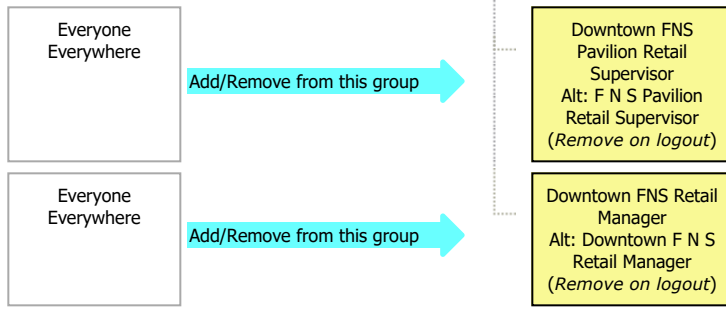 Everyone
Everywhere
Add/Remove from this group
Downtown FNS
Pavilion Retail
Supervisor
Alt: F N S Pavilion
Retail Supervisor
(Remove on logout)
Everyone
Everywhere
Add/Remove from this group
Downtown FNS Retail
Manager
Alt: Downtown F N S
Retail Manager
(Remove on logout)